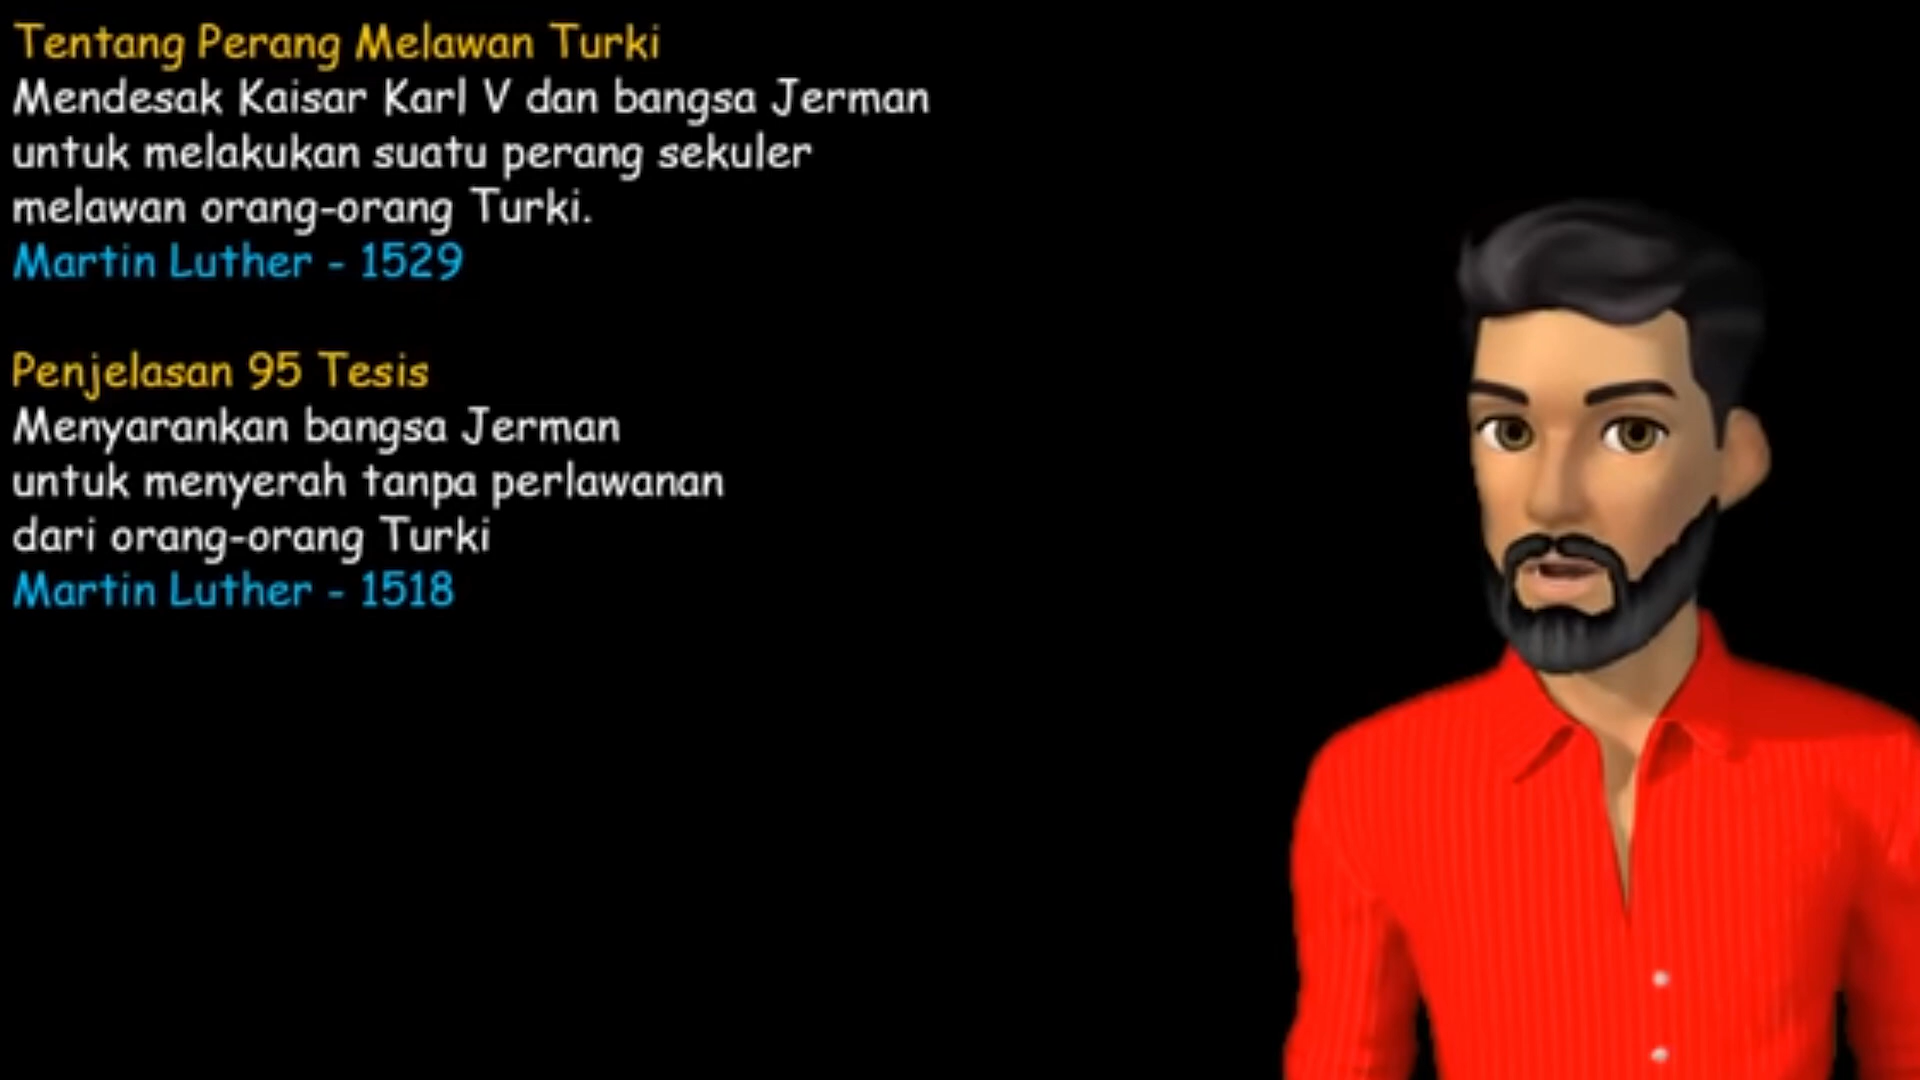 Tentang Perang Melawan Turki
Mendesak Kaisar Karl V dan bangsa Jerman
untuk melakukan suatu perang sekuler
melawan orang-orang Turki.
Martin Luther - 1529
Penjelasan 95 Tesis
Menyarankan bangsa Jerman
untuk menyerah tanpa perlawanan
dari orang-orang Turki
Martin Luther - 1518